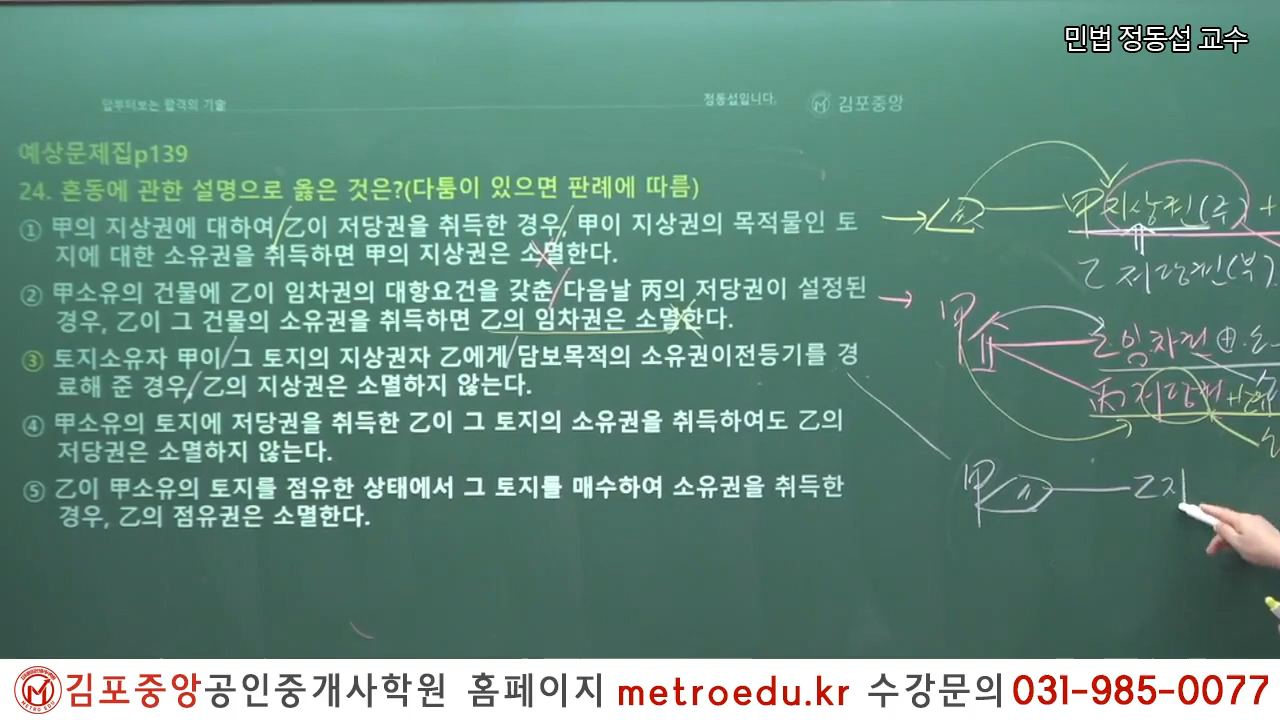 민법 정동섭 교수
답부터보는 합격의 기술
정동섭입니다.
김포중앙
예상문제집p139
24. 혼동에 관한 설명으로 옳은 것은?(다툼이 있으면 판례에 따름)
① 甲의 지상권에 대하여 乙이 저당권을 취득한 경우, 甲이 지상권의 목적물인 토
지에 대한 소유권을 취득하면 甲의 지상권은 소멸한다.
② 甲소유의 건물에 乙이 임차권의 대항요건을 갖춘 다음날 丙의 저당권이 설정된
경우, 乙이 그 건물의 소유권을 취득하면 乙의 임차권은 소멸한다.
③ 토지소유자 甲이 그 토지의 지상권자 乙에게 담보목적의 소유권이전등기를 경
료해 준 경우, 乙의 지상권은 소멸하지 않는다.
④ 甲소유의 토지에 저당권을 취득한 乙이 그 토지의 소유권을 취득하여도 乙의
저당권은 소멸하지 않는다.
⑤ 乙이 甲소유의 토지를 점유한 상태에서 그 토지를 매수하여 소유권을 취득한
경우, 乙의 점유권은 소멸한다.
甲 지상권(주) +
乙 저당권(부)
甲
乙 임차권 ⊕
丙 저당권
甲
乙 지
김포중앙공인중개사학원 홈페이지 metroedu.kr 수강문의 031-985-0077